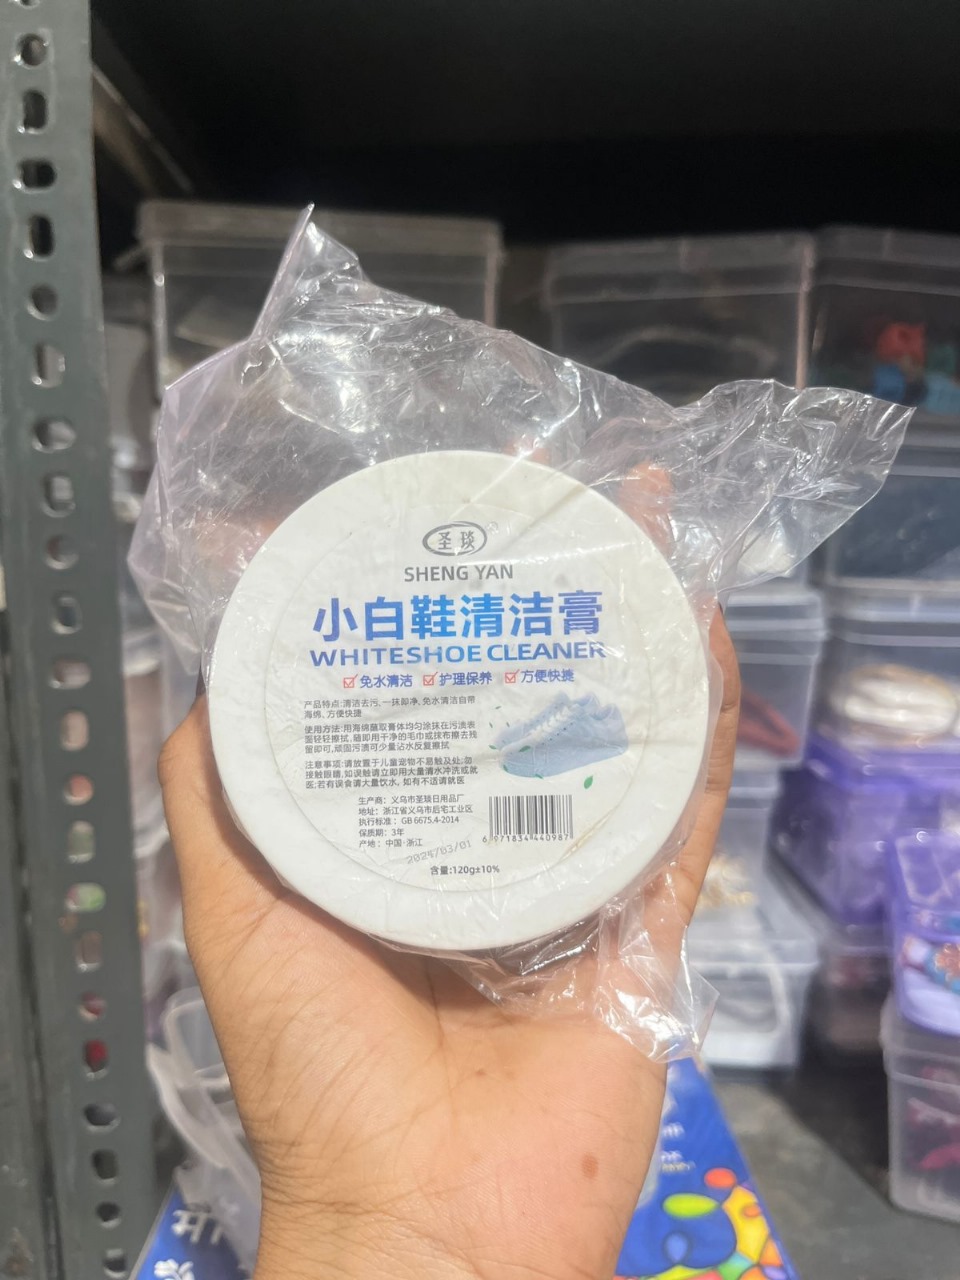 圣琰
SHENG YAN
小白鞋清洁膏
WHITESHOE CLEANER
免水清洁 护理保养 方便快捷
产品特点:清洁去污,一抹即净,免水清洁自带
海绵,方便快捷
使用方法:用海绵蘸取膏体均匀涂抹在污渍表
面轻轻擦拭,随即用干净的毛巾或抹布擦去残
留即可,顽固污渍可少量沾水反复擦拭
注意事项:请放置于儿童宠物不易触及处,勿
接触眼睛,如误触请立即用大量清水冲洗或就
医;若有误食请大量饮水,如有不适请就医
生产商: 义乌市圣琰日用品厂
地址: 浙江省义乌市后宅工业区
执行标准: GB 6675.4-2014
保质期: 3年
产地: 中国·浙江
2024/03/01
6 971834 440987
含量:120g±10%